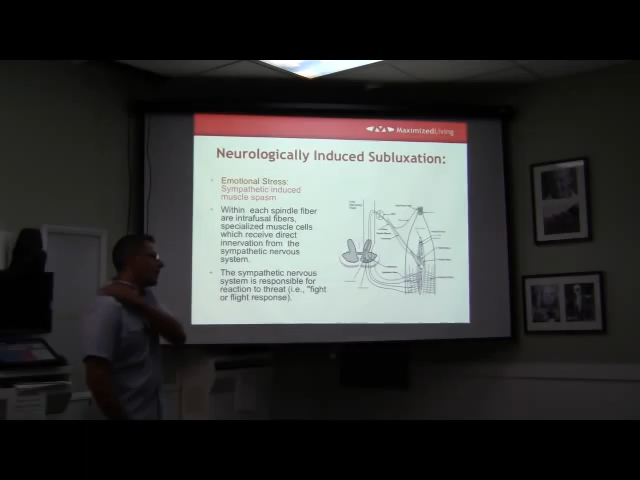 MaximizedLiving
Neurologically Induced Subluxation:
• Emotional Stress:
Sympathetic induced
muscle spasm
• Within each spindle fiber
are intrafusal fibers,
specialized muscle cells
which receive direct
innervation from the
sympathetic nervous
system.
• The sympathetic nervous
system is responsible for
reaction to threat (i.e., "fight
or flight response).